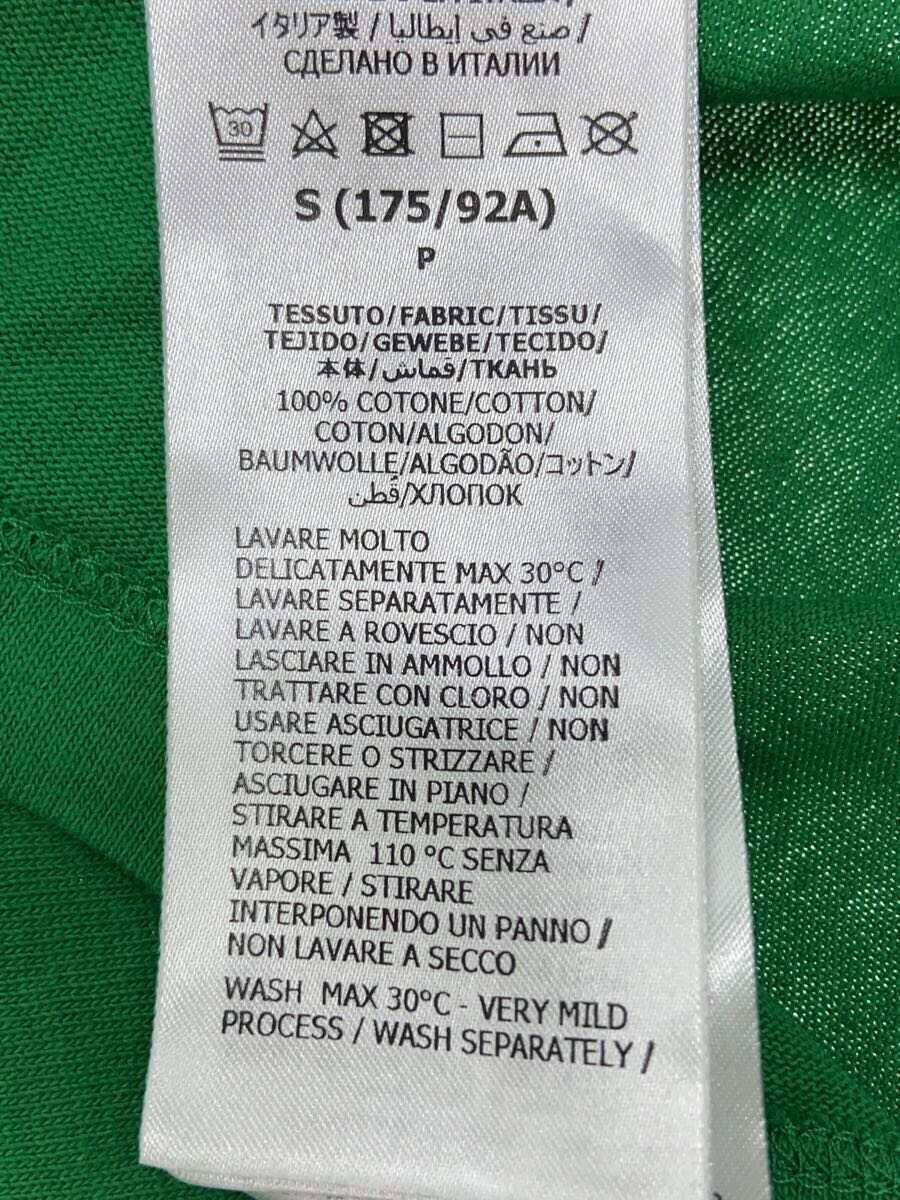 イタリア製 / صنع في إيطاليا /
СДЕЛАНО В ИТАЛИИ
30
S (175/92A)
P
TESSUTO/FABRIC/TISSU/
TEJIDO/GEWEBE/TECIDO/
本体/قماش/ТКАНЬ
100% COTONE/COTTON/
COTON/ALGODON/
BAUMWOLLE/ALGODÃO/コットン/
قُطن/ХЛОПОК
LAVARE MOLTO
DELICATAMENTE MAX 30°C /
LAVARE SEPARATAMENTE /
LAVARE A ROVESCIO / NON
LASCIARE IN AMMOLLO / NON
TRATTARE CON CLORO / NON
USARE ASCIUGATRICE / NON
TORCERE O STRIZZARE /
ASCIUGARE IN PIANO /
STIRARE A TEMPERATURA
MASSIMA 110 °C SENZA
VAPORE / STIRARE
INTERPONENDO UN PANNO /
NON LAVARE A SECCO
WASH MAX 30°C - VERY MILD
PROCESS / WASH SEPARATELY /